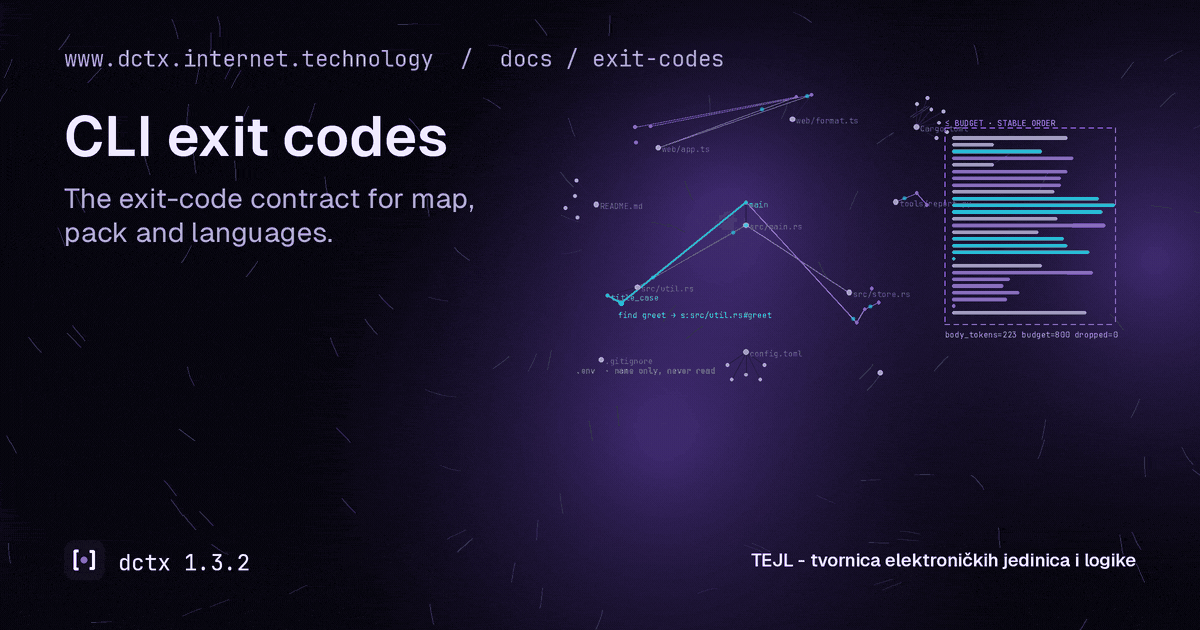 www.dctx.internet.technology / docs / exit-codes
CLI exit codes
The exit-code contract for map,
pack and languages.
web/format.ts
web/app.ts
< BUDGET · STABLE ORDER
README.md
main
src/main.rs
src/util.rs
title_case
find greet → s:src/util.rs#greet
src/store.rs
config.toml
.gitignore
.env · name only, never read
body_tokens=223 budget=800 dropped=0
dctx 1.3.2
TEJL - tvornica elektroničkih jedinica i logike